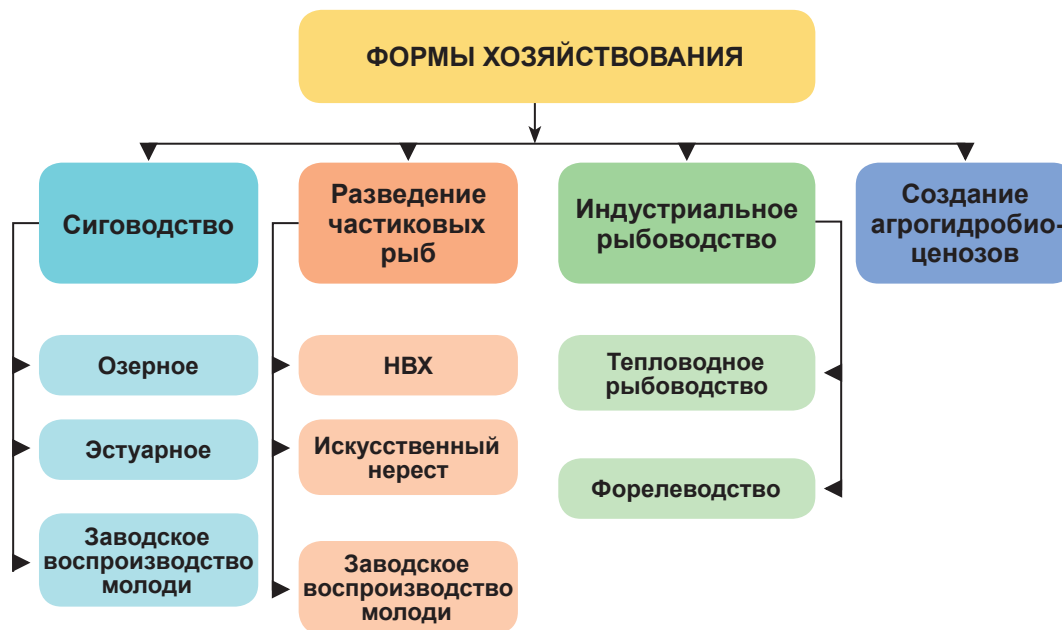 ФОРМЫ ХОЗЯЙСТВОВАНИЯ
Сиговодство
Озерное
Эстуарное
Заводское
воспроизводство
молоди
Разведение
частиковых
рыб
НВХ
Искусственный
нерест
Заводское
воспроизводство
молоди
Индустриальное
рыбоводство
Тепловодное
рыбоводство
Форелеводство
Создание
агрогидробио-
ценозов